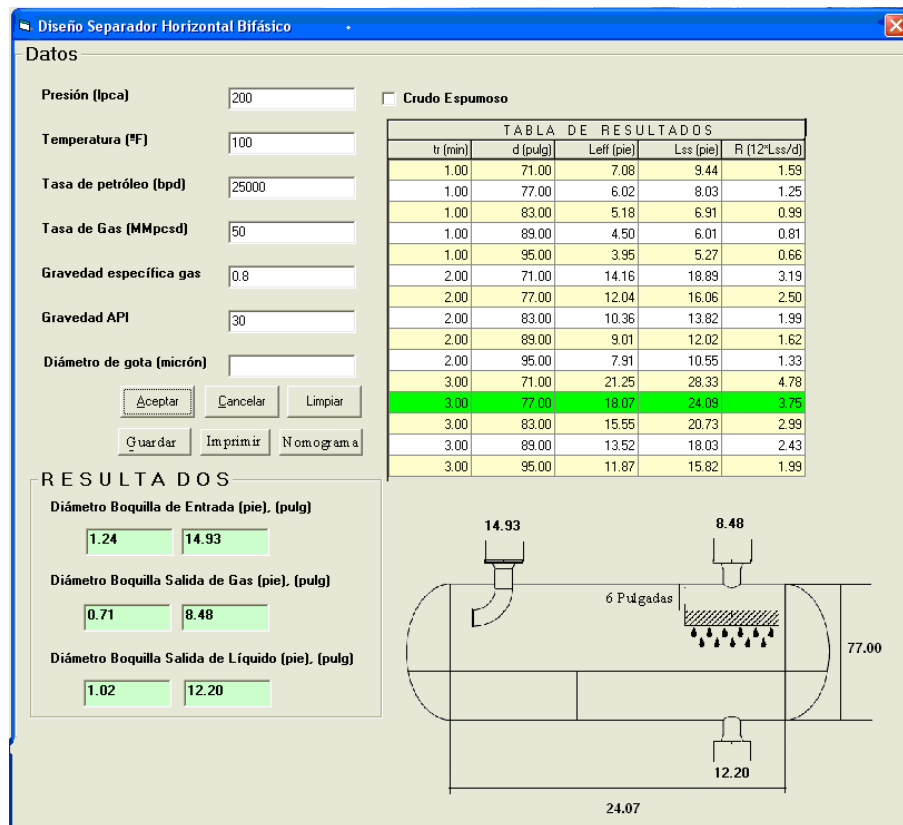 Diseño Separador Horizontal Bifásico
Datos
Presión (lpca) 200
Temperatura (ºF) 100
Tasa de petróleo (bpd) 25000
Tasa de Gas (MMpcsd) 50
Gravedad específica gas 0.8
Gravedad API 30
Diámetro de gota (micrón)
Aceptar Cancelar Limpiar
Guardar Imprimir Nomograma
Crudo Espumoso
TABLA DE RESULTADOS
tr (min) d (pulg) Leff (pie) Lss (pie) R (12*Lss/d)
1.00 71.00 7.08 9.44 1.59
1.00 77.00 6.02 8.03 1.25
1.00 83.00 5.18 6.91 0.99
1.00 89.00 4.50 6.01 0.81
1.00 95.00 3.95 5.27 0.66
2.00 71.00 14.16 18.89 3.19
2.00 77.00 12.04 16.06 2.50
2.00 83.00 10.36 13.82 1.99
2.00 89.00 9.01 12.02 1.62
2.00 95.00 7.91 10.55 1.33
3.00 71.00 21.25 28.33 4.78
3.00 77.00 18.07 24.09 3.75
3.00 83.00 15.55 20.73 2.99
3.00 89.00 13.52 18.03 2.43
3.00 95.00 11.87 15.82 1.99
RESULTADOS
Diámetro Boquilla de Entrada (pie), (pulg)
1.24 14.93
Diámetro Boquilla Salida de Gas (pie), (pulg)
0.71 8.48
Diámetro Boquilla Salida de Líquido (pie), (pulg)
1.02 12.20
14.93 8.48
6 Pulgadas
77.00
12.20
24.07